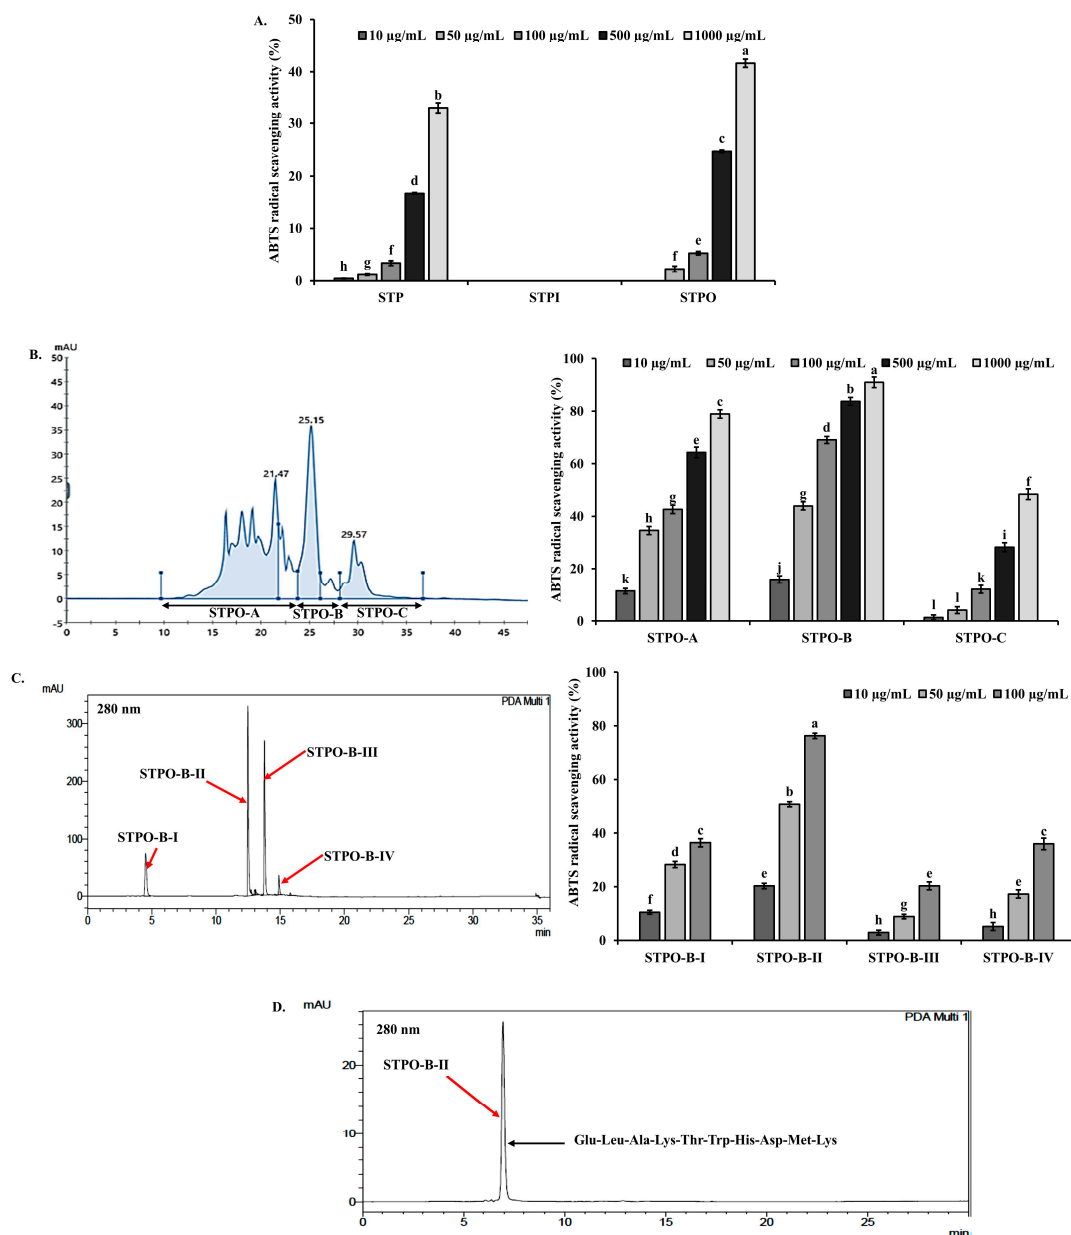 A.
ABTS radical scavenging activity (%)
10 µg/mL 50 µg/mL 100 µg/mL 500 µg/mL 1000 µg/mL
50
40
30
20
10
0
h g f d b
f e c a
STP STPI STPO
B.
mAU
50
45
40
35
30
25
20
15
10
5
0
-5
21.47
25.15
29.57
STPO-A STPO-B STPO-C
0 5 10 15 20 25 30 35 40 45
ABTS radical scavenging activity (%)
10 µg/mL 50 µg/mL 100 µg/mL 500 µg/mL 1000 µg/mL
100
80
60
40
20
0
k h g e c
j g d b a
l l k i f
STPO-A STPO-B STPO-C
C.
mAU
280 nm
PDA Multi 1
300
200
100
0
STPO-B-I
STPO-B-II
STPO-B-III
STPO-B-IV
0 5 10 15 20 25 30 35
min
ABTS radical scavenging activity (%)
10 µg/mL 50 µg/mL 100 µg/mL
100
80
60
40
20
0
f d c
e b a
h g e
h e c
STPO-B-I STPO-B-II STPO-B-III STPO-B-IV
D.
mAU
280 nm
PDA Multi 1
STPO-B-II
Glu-Leu-Ala-Lys-Thr-Trp-His-Asp-Met-Lys
20
10
0
0 5 10 15 20 25
min